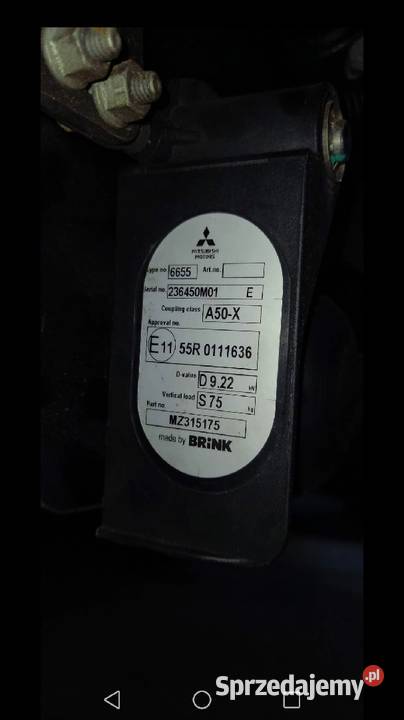 MITSUBISHI
MOTORS
Type no 6655 Art.no.
Serial no. 236450M01 E
Coupling class A50-X
Approval no.
E11 55R 0111636
D-value D 9.22 kN
Vertical load S 75 kg
Part no.
MZ315175
made by BRINK
Sprzedajemy.pl